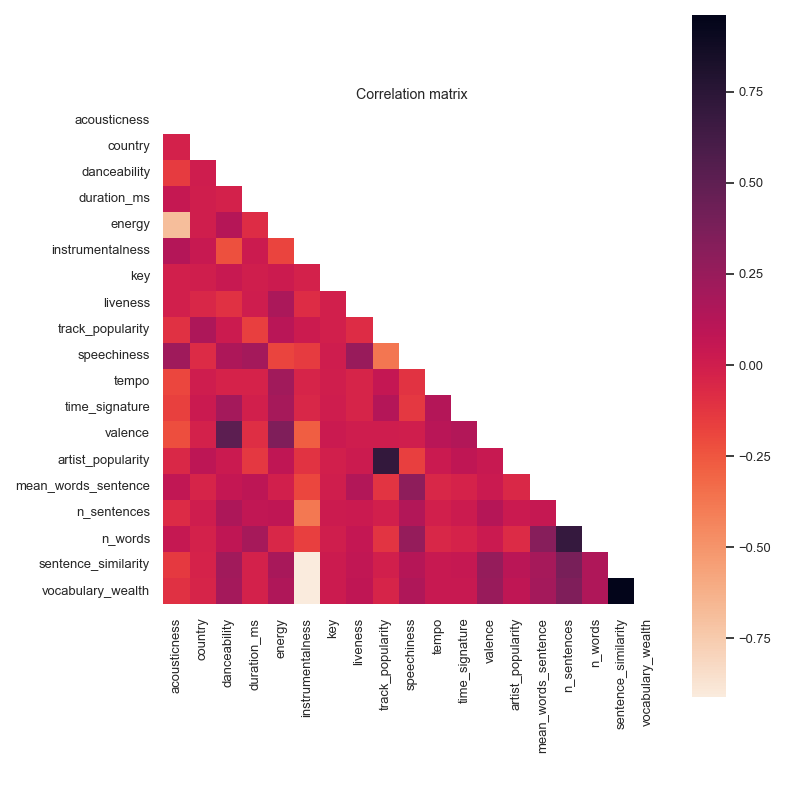 Correlation matrix
acousticness
country
danceability
duration_ms
energy
instrumentalness
key
liveness
track_popularity
speechiness
tempo
time_signature
valence
artist_popularity
mean_words_sentence
n_sentences
n_words
sentence_similarity
vocabulary_wealth
acousticness
country
danceability
duration_ms
energy
instrumentalness
key
liveness
track_popularity
speechiness
tempo
time_signature
valence
artist_popularity
mean_words_sentence
n_sentences
n_words
sentence_similarity
vocabulary_wealth
0.75
0.50
0.25
0.00
−0.25
−0.50
−0.75